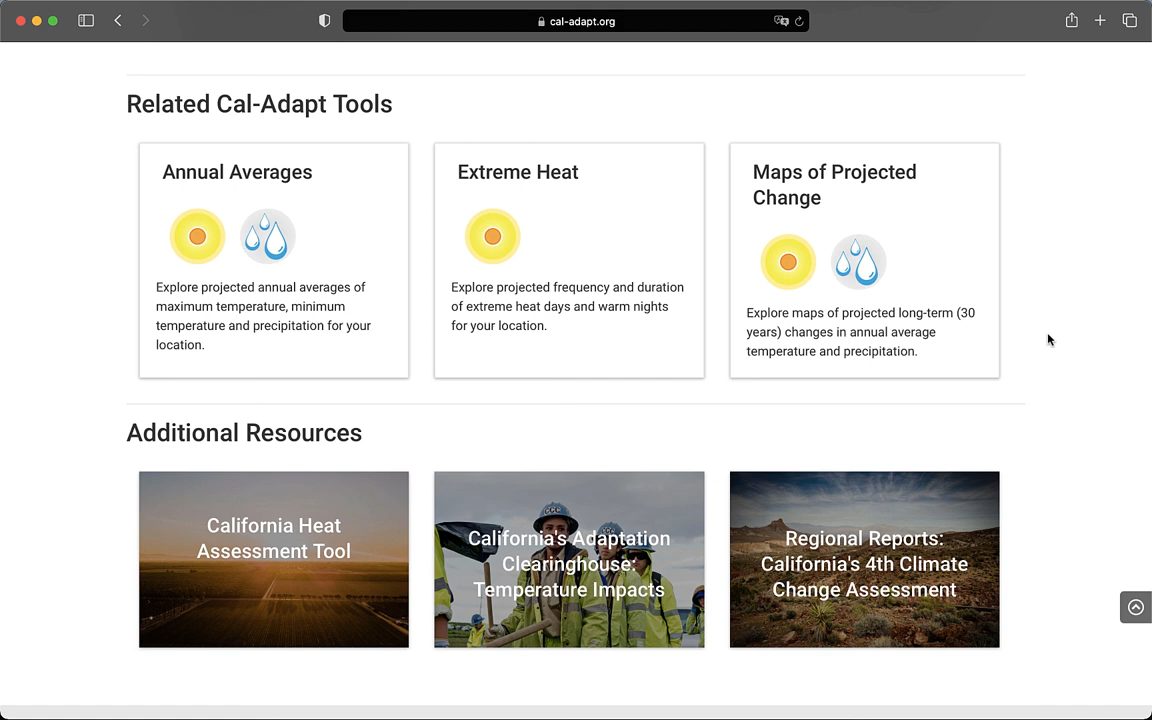 cal-adapt.org
Related Cal-Adapt Tools
Annual Averages
Explore projected annual averages of
maximum temperature, minimum
temperature and precipitation for your
location.
Extreme Heat
Explore projected frequency and duration
of extreme heat days and warm nights
for your location.
Maps of Projected
Change
Explore maps of projected long-term (30
years) changes in annual average
temperature and precipitation.
Additional Resources
California Heat
Assessment Tool
CCC
California's Adaptation
Clearinghouse:
Temperature Impacts
Regional Reports:
California's 4th Climate
Change Assessment